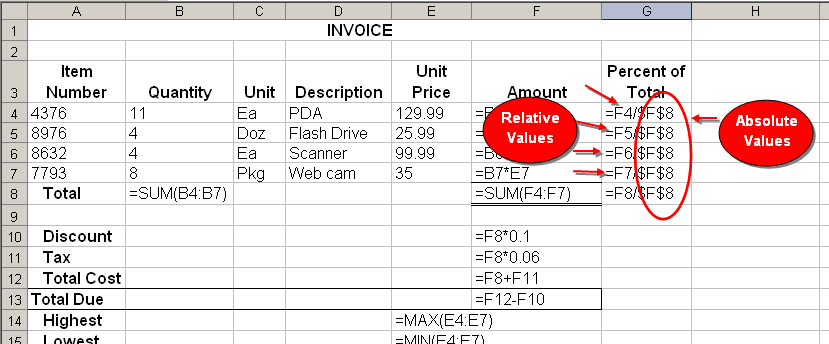 A B C D E F G H
1 INVOICE
2
Item Unit Percent of
3 Number Quantity Unit Description Price Amount Total
4 4376 11 Ea PDA 129.99 =F4/$F$8
5 8976 4 Doz Flash Drive 25.99 =F5/$F$8
6 8632 4 Ea Scanner 99.99 =F6/$F$8
7 7793 8 Pkg Web cam 35 =B7*E7 =F7/$F$8
Relative
Values
Absolute
Values
8 Total =SUM(B4:B7) =SUM(F4:F7) =F8/$F$8
9
10 Discount =F8*0.1
11 Tax =F8*0.06
12 Total Cost =F8+F11
13 Total Due =F12-F10
14 Highest =MAX(E4:E7)
15 Lowest =MIN(E4:E7)